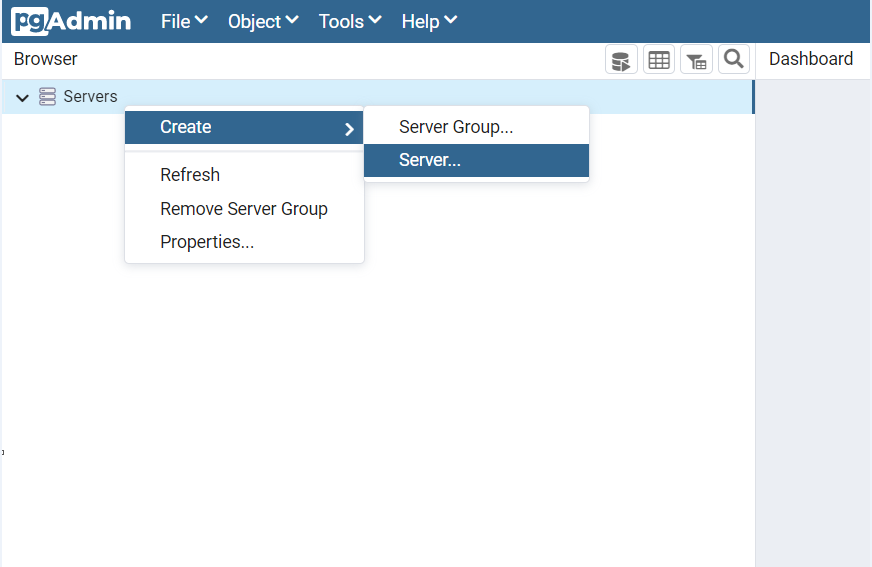 pgAdmin File Object Tools Help
Browser Dashboard
Servers
Create Server Group...
Server...
Refresh
Remove Server Group
Properties...